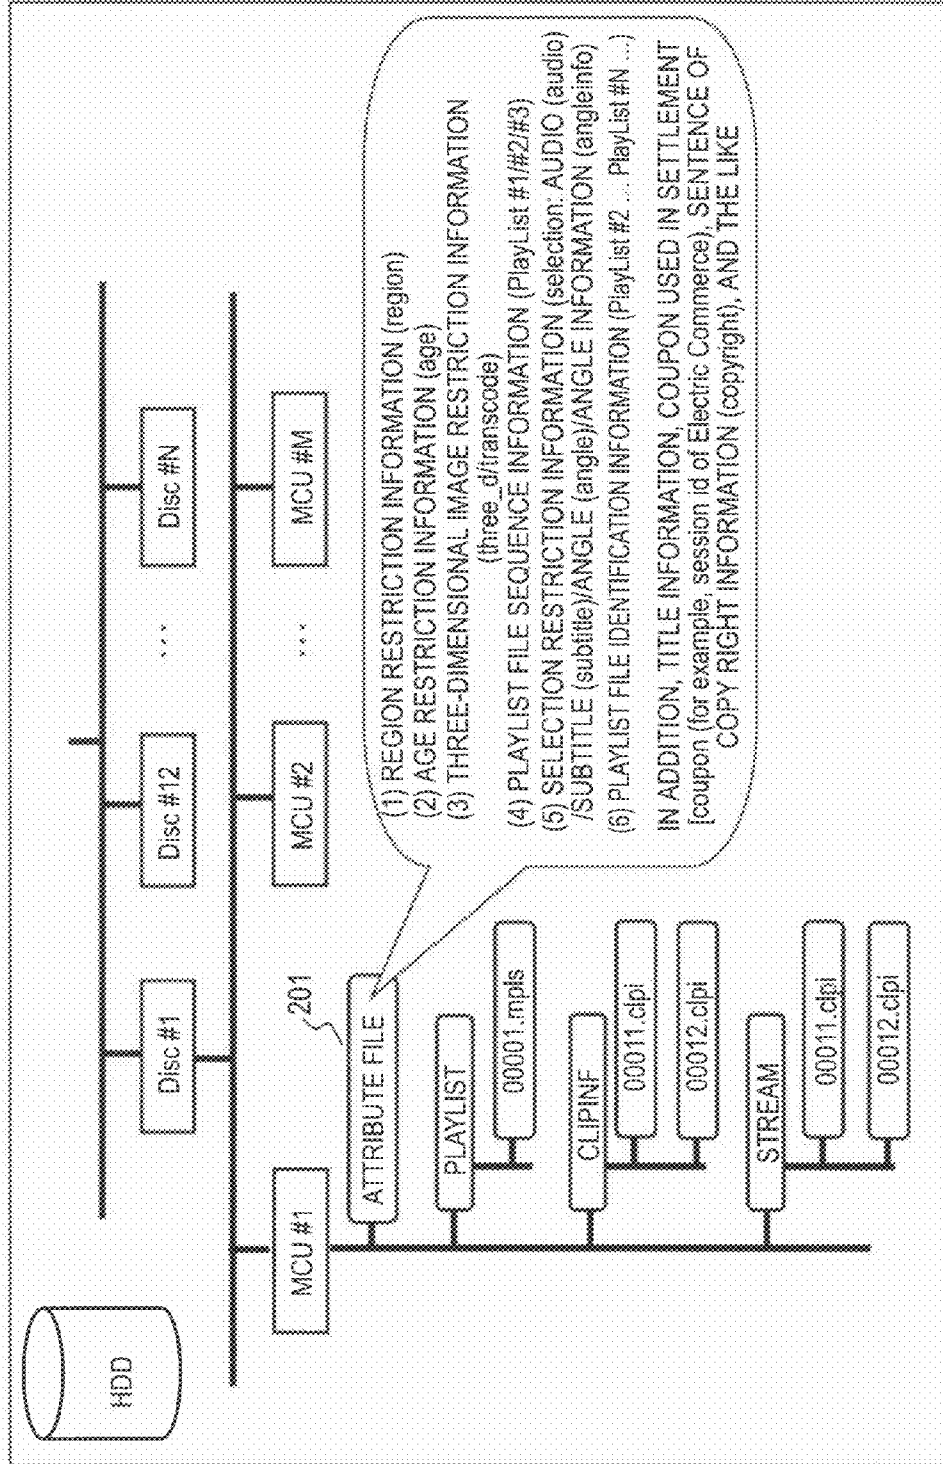 HDD
Disc #1
Disc #12
...
Disc #N
MCU #1
MCU #2
...
MCU #M
201
ATTRIBUTE FILE
PLAYLIST
00001.mpls
CLIPINF
00011.clpi
00012.clpi
STREAM
00011.clpi
00012.clpi
(1) REGION RESTRICTION INFORMATION (region)
(2) AGE RESTRICTION INFORMATION (age)
(3) THREE-DIMENSIONAL IMAGE RESTRICTION INFORMATION
(three_d/transcode)
(4) PLAYLIST FILE SEQUENCE INFORMATION (PlayList #1/#2/#3)
(5) SELECTION RESTRICTION INFORMATION (selection: AUDIO (audio)
/SUBTITLE (subtitle)/ANGLE (angle)/ANGLE INFORMATION (angleinfo)
(6) PLAYLIST FILE IDENTIFICATION INFORMATION (PlayList #2 ... PlayList #N ...)
IN ADDITION, TITLE INFORMATION, COUPON USED IN SETTLEMENT
[coupon (for example, session id of Electric Commerce), SENTENCE OF
COPY RIGHT INFORMATION (copyright), AND THE LIKE